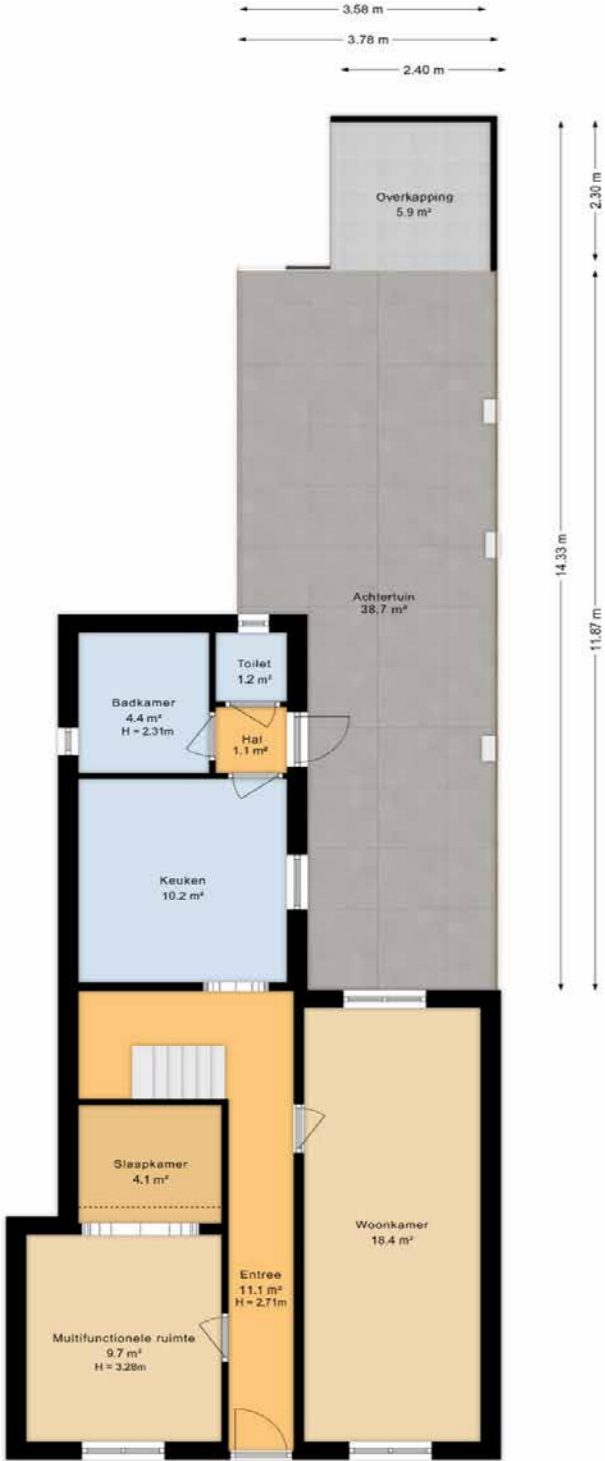 3.58 m
3.78 m
2.40 m
Overkapping
5.9 m²
2.30 m
14.33 m
11.87 m
Achtertuin
38.7 m²
Toilet
1.2 m²
Badkamer
4.4 m²
H = 2.31m
Hal
1.1 m²
Keuken
10.2 m²
Slaapkamer
4.1 m²
Woonkamer
18.4 m²
Entree
11.1 m²
H = 2.71m
Multifunctionele ruimte
9.7 m²
H = 3.28m